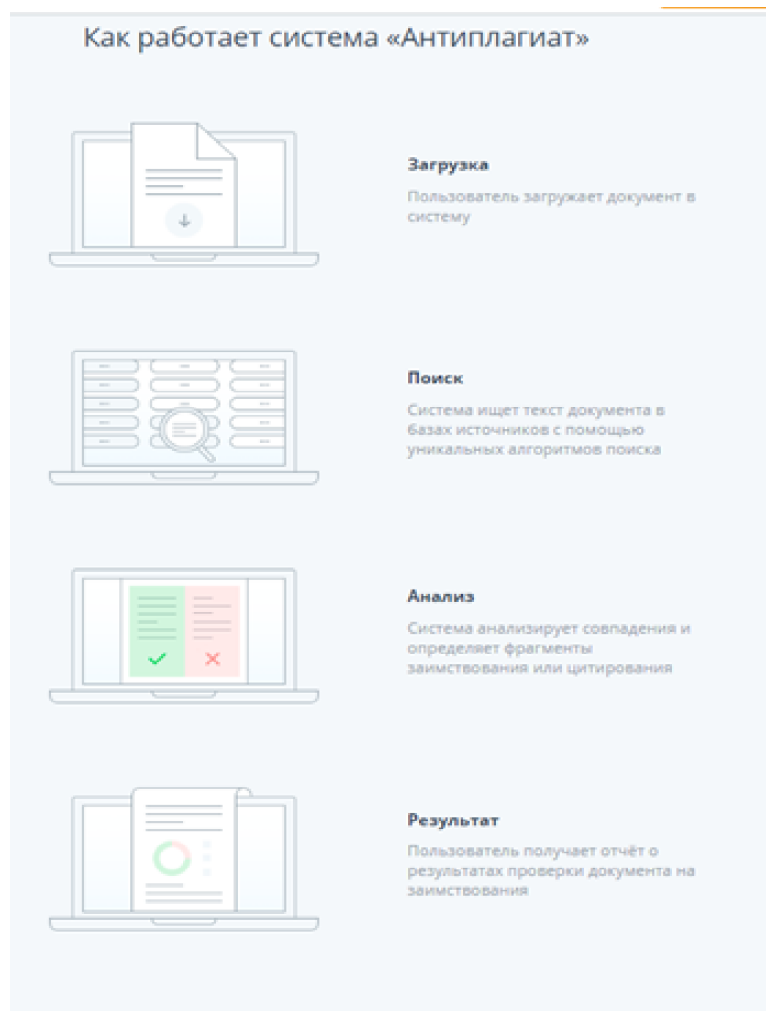 Как работает система «Антиплагиат»
Загрузка
Пользователь загружает документ в
систему
Поиск
Система ищет текст документа в
базах источников с помощью
уникальных алгоритмов поиска
Анализ
Система анализирует совпадения и
определяет фрагменты
заимствования или цитирования
Результат
Пользователь получает отчёт о
результатах проверки документа на
заимствования